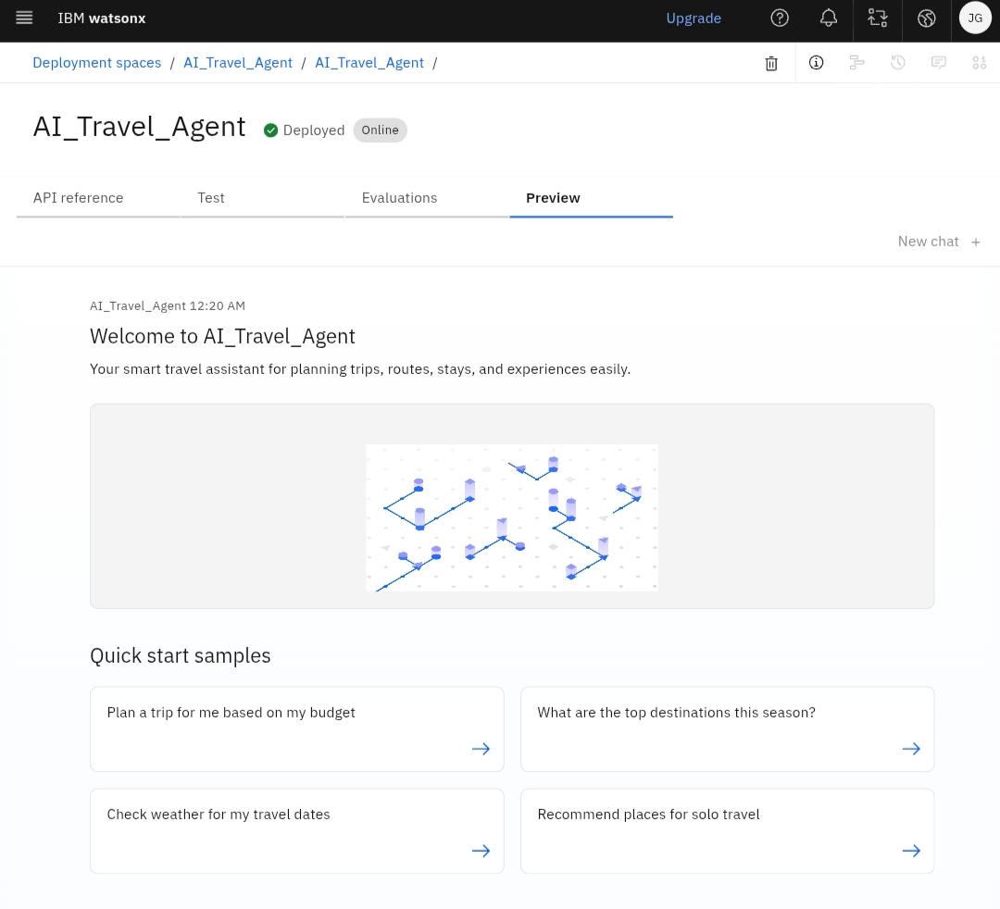 IBM watsonx
Upgrade
JG
Deployment spaces / AI_Travel_Agent / AI_Travel_Agent /
AI_Travel_Agent
Deployed
Online
API reference
Test
Evaluations
Preview
New chat +
AI_Travel_Agent 12:20 AM
Welcome to AI_Travel_Agent
Your smart travel assistant for planning trips, routes, stays, and experiences easily.
Quick start samples
Plan a trip for me based on my budget
What are the top destinations this season?
Check weather for my travel dates
Recommend places for solo travel